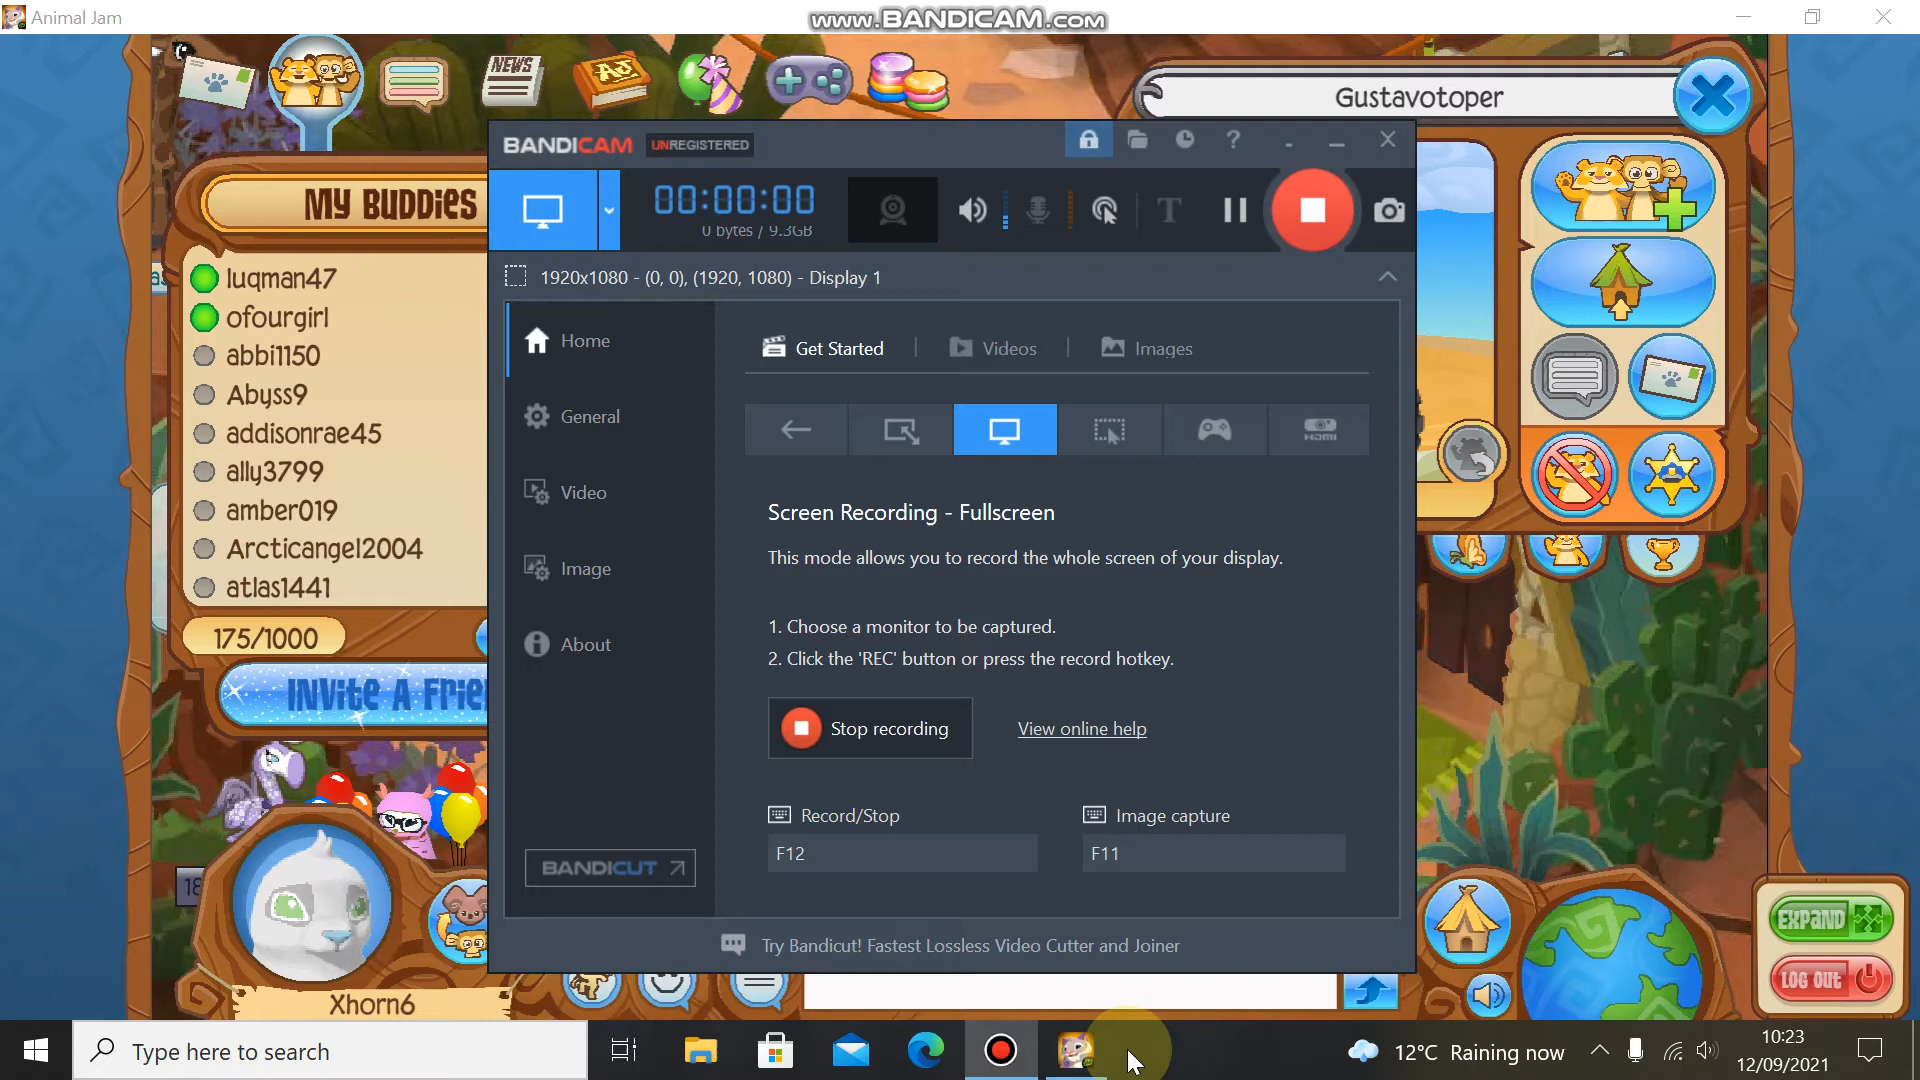 Animal Jam
www.BANDICAM.com
NEWS
AJ
Gustavotoper
BANDICAM UNREGISTERED
?
MY BUDDIES
00:00:00
T
0 bytes / 9.3GB
1920x1080 - (0, 0), (1920, 1080) - Display 1
luqman47
ofourgirl
abbi1150
Abyss9
addisonrae45
ally3799
amber019
Arcticangel2004
atlas1441
175/1000
INVITE A FRIE
Home
General
Video
Image
About
BANDICUT
Get Started
Videos
Images
HDMI
Screen Recording - Fullscreen
This mode allows you to record the whole screen of your display.
1. Choose a monitor to be captured.
2. Click the 'REC' button or press the record hotkey.
Stop recording
View online help
Record/Stop
Image capture
F12
F11
Try Bandicut! Fastest Lossless Video Cutter and Joiner
Xhorn6
EXPAND
LOG OUT
Type here to search
12°C Raining now
10:23
12/09/2021